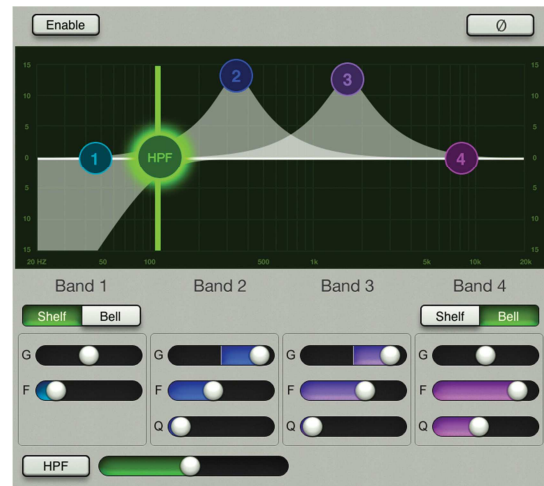 Enable Ø
15 15
10 10
5 5
0 0
5 5
10 10
15 15
1 HPF 2 3 4
20 HZ 50 100 500 1k 5k 10k 20k
Band 1 Band 2 Band 3 Band 4
Shelf Bell Shelf Bell
G G G G
F F F F
Q Q Q
HPF